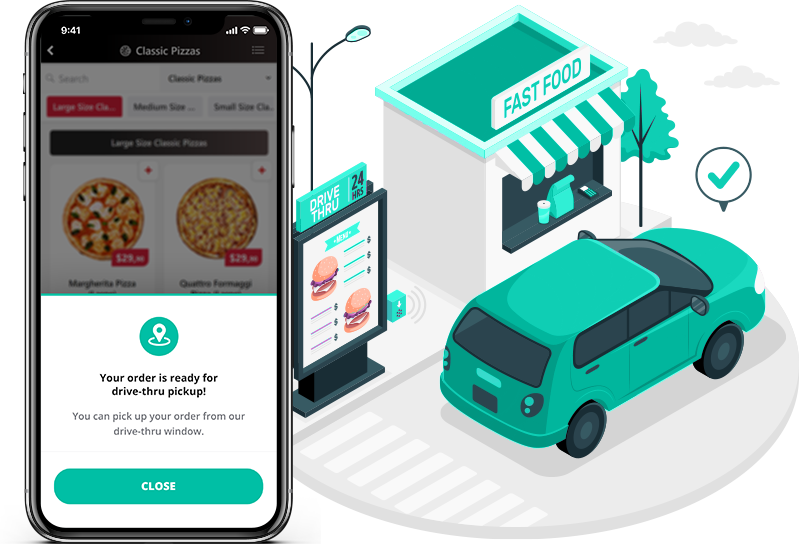 9:41
Classic Pizzas
Search
Classic Pizzas
Large Size Cla...
Medium Size ...
Small Size Cla...
Large Size Classic Pizzas
$29,90
$29,90
Margherita Pizza
Quattro Formaggi
Your order is ready for
drive-thru pickup!
You can pick up your order from our
drive-thru window.
CLOSE
DRIVE
THRU
24
HRS
MENU
$
$
$
$
$
$
FAST FOOD